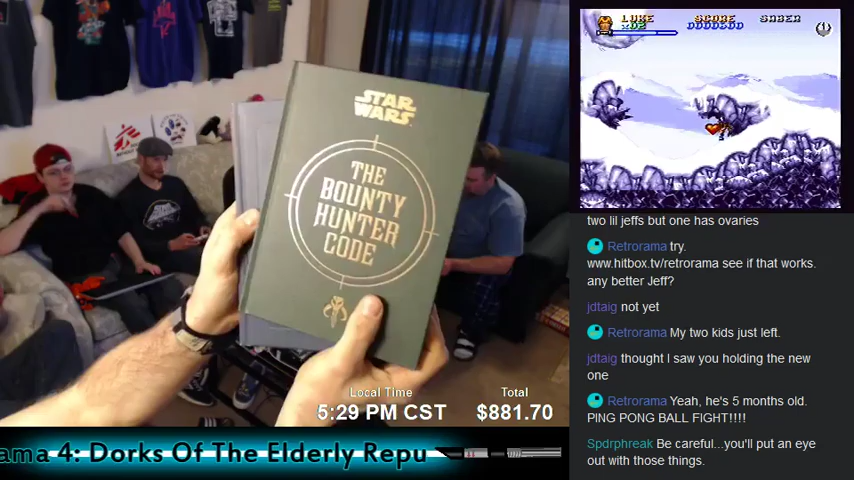 STAR
WARS
THE
BOUNTY
HUNTER
CODE
Local Time
5:29 PM CST
Total
$881.70
ama 4: Dorks Of The Elderly Repu
LUKE
SCORE
SABER
two lil jeffs but one has ovaries
Retrorama try.
www.hitbox.tv/retrorama see if that works.
any better Jeff?
jdtaig not yet
Retrorama My two kids just left.
jdtaig thought I saw you holding the new
one
Retrorama Yeah, he's 5 months old.
PING PONG BALL FIGHT!!!!
Spdrphreak Be careful...you'll put an eye
out with those things.